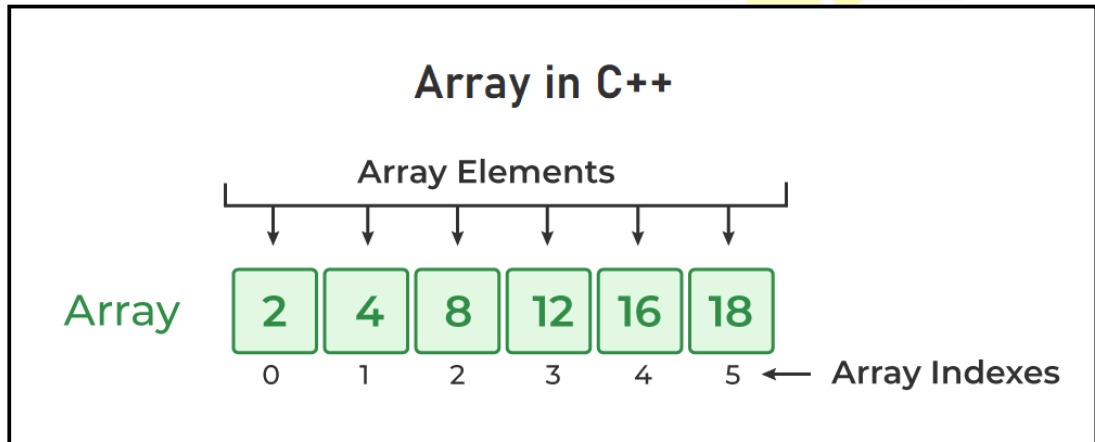 Array in C++
Array Elements
Array 2 4 8 12 16 18
0 1 2 3 4 5 Array Indexes